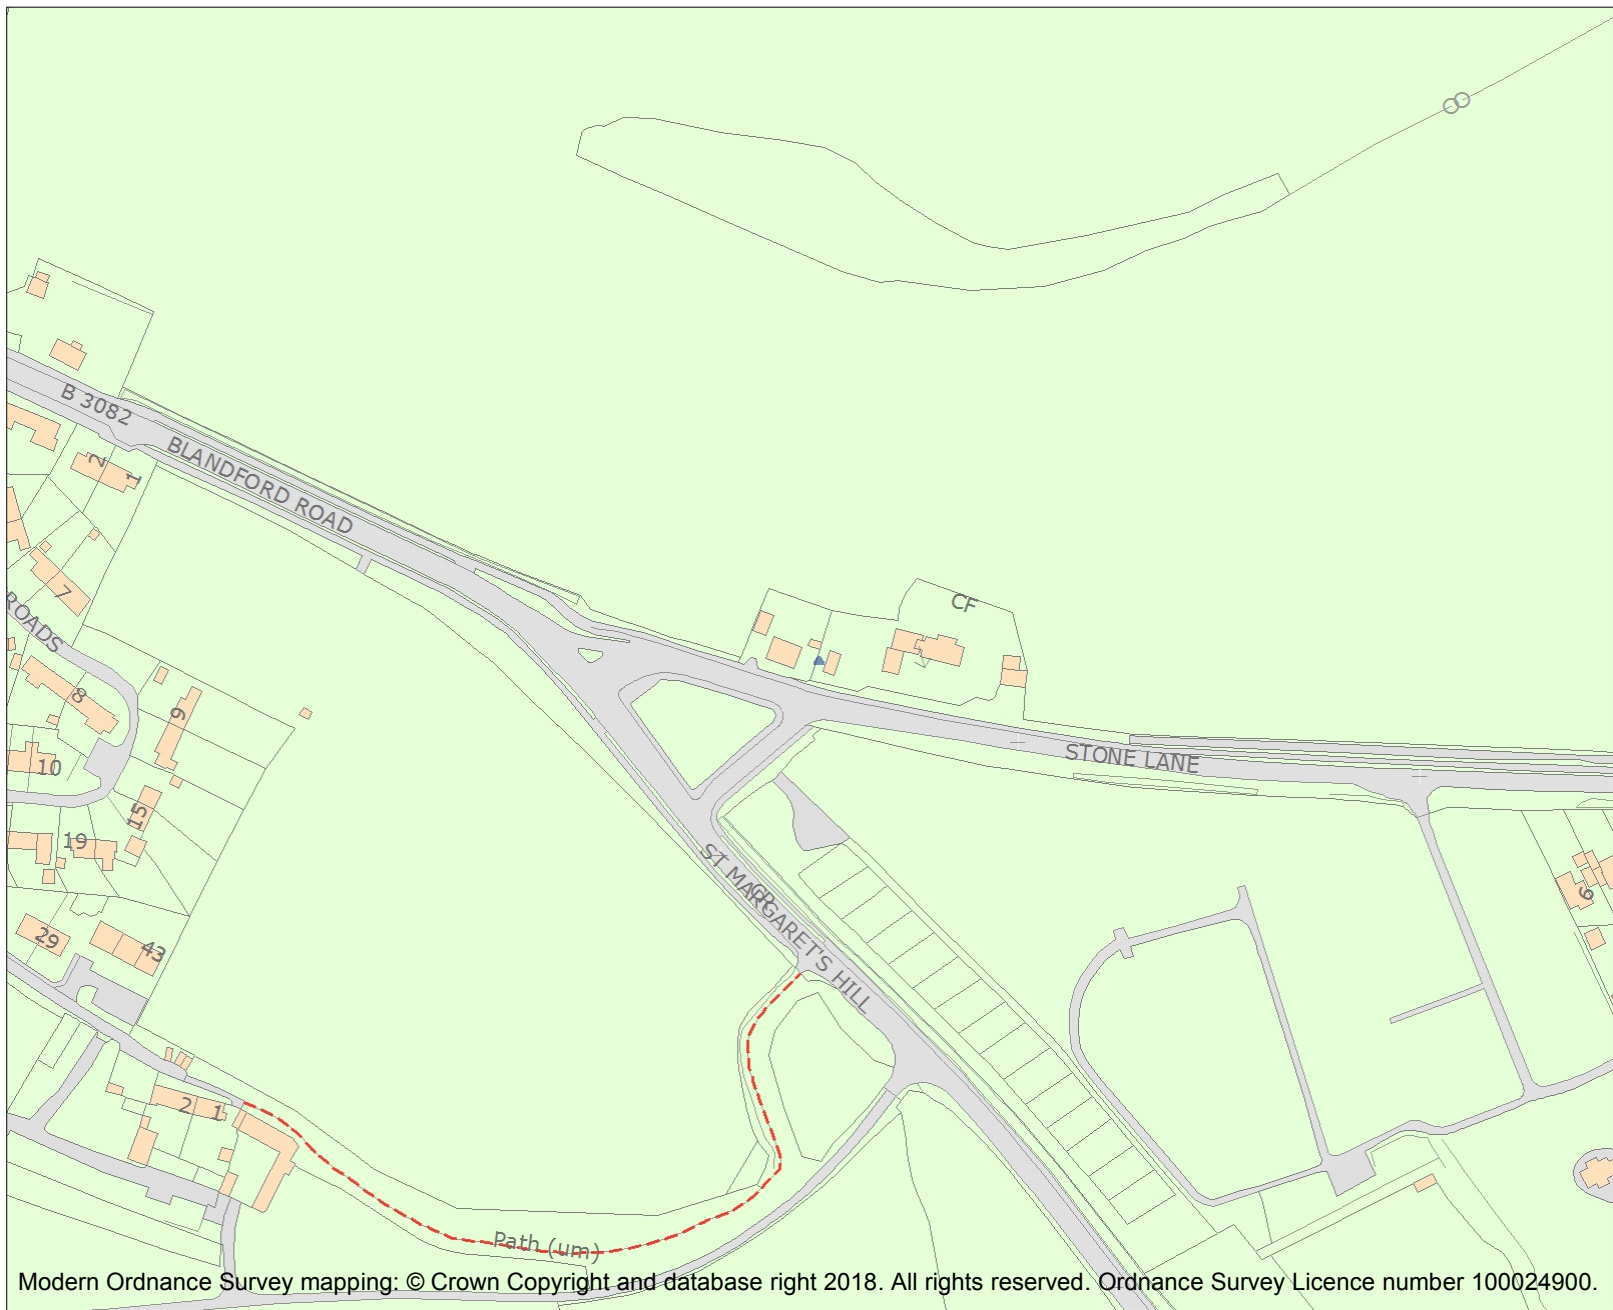 B 3082
BLANDFORD ROAD
2
1
7
ROADS
CF
8
9
10
STONE LANE
15
19
ST MARGARET'S HILL
29
43
2
1
Path (um)
Modern Ordnance Survey mapping: © Crown Copyright and database right 2018. All rights reserved. Ordnance Survey Licence number 100024900.